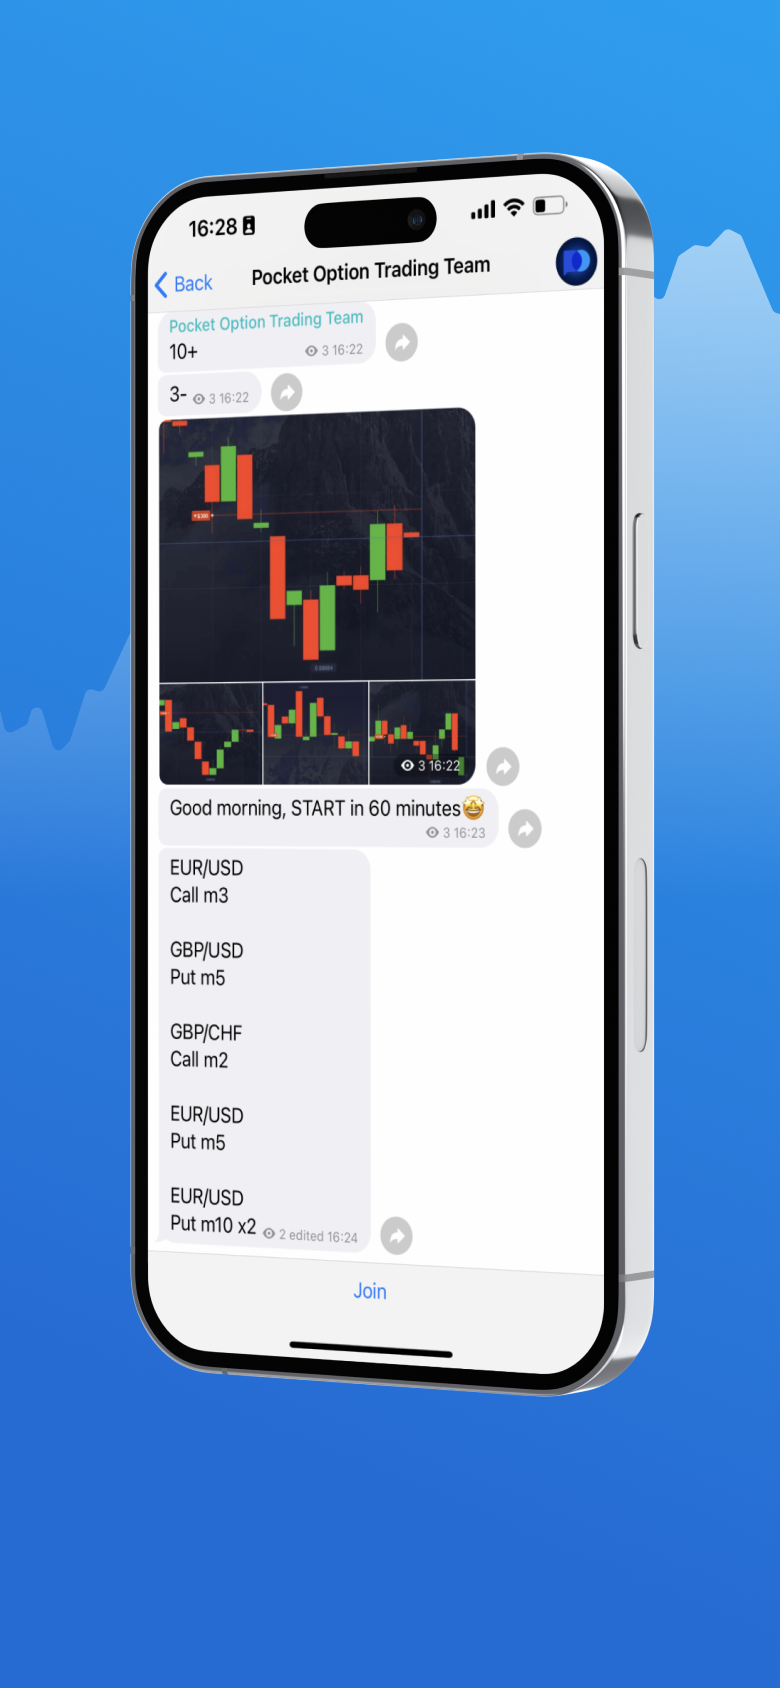 16:28
Back
Pocket Option Trading Team
Pocket Option Trading Team
10+
3 16:22
3-
3 16:22
3 16:22
Good morning, START in 60 minutes🤩
3 16:23
EUR/USD
Call m3
GBP/USD
Put m5
GBP/CHF
Call m2
EUR/USD
Put m5
EUR/USD
Put m10 x2
2 edited 16:24
Join